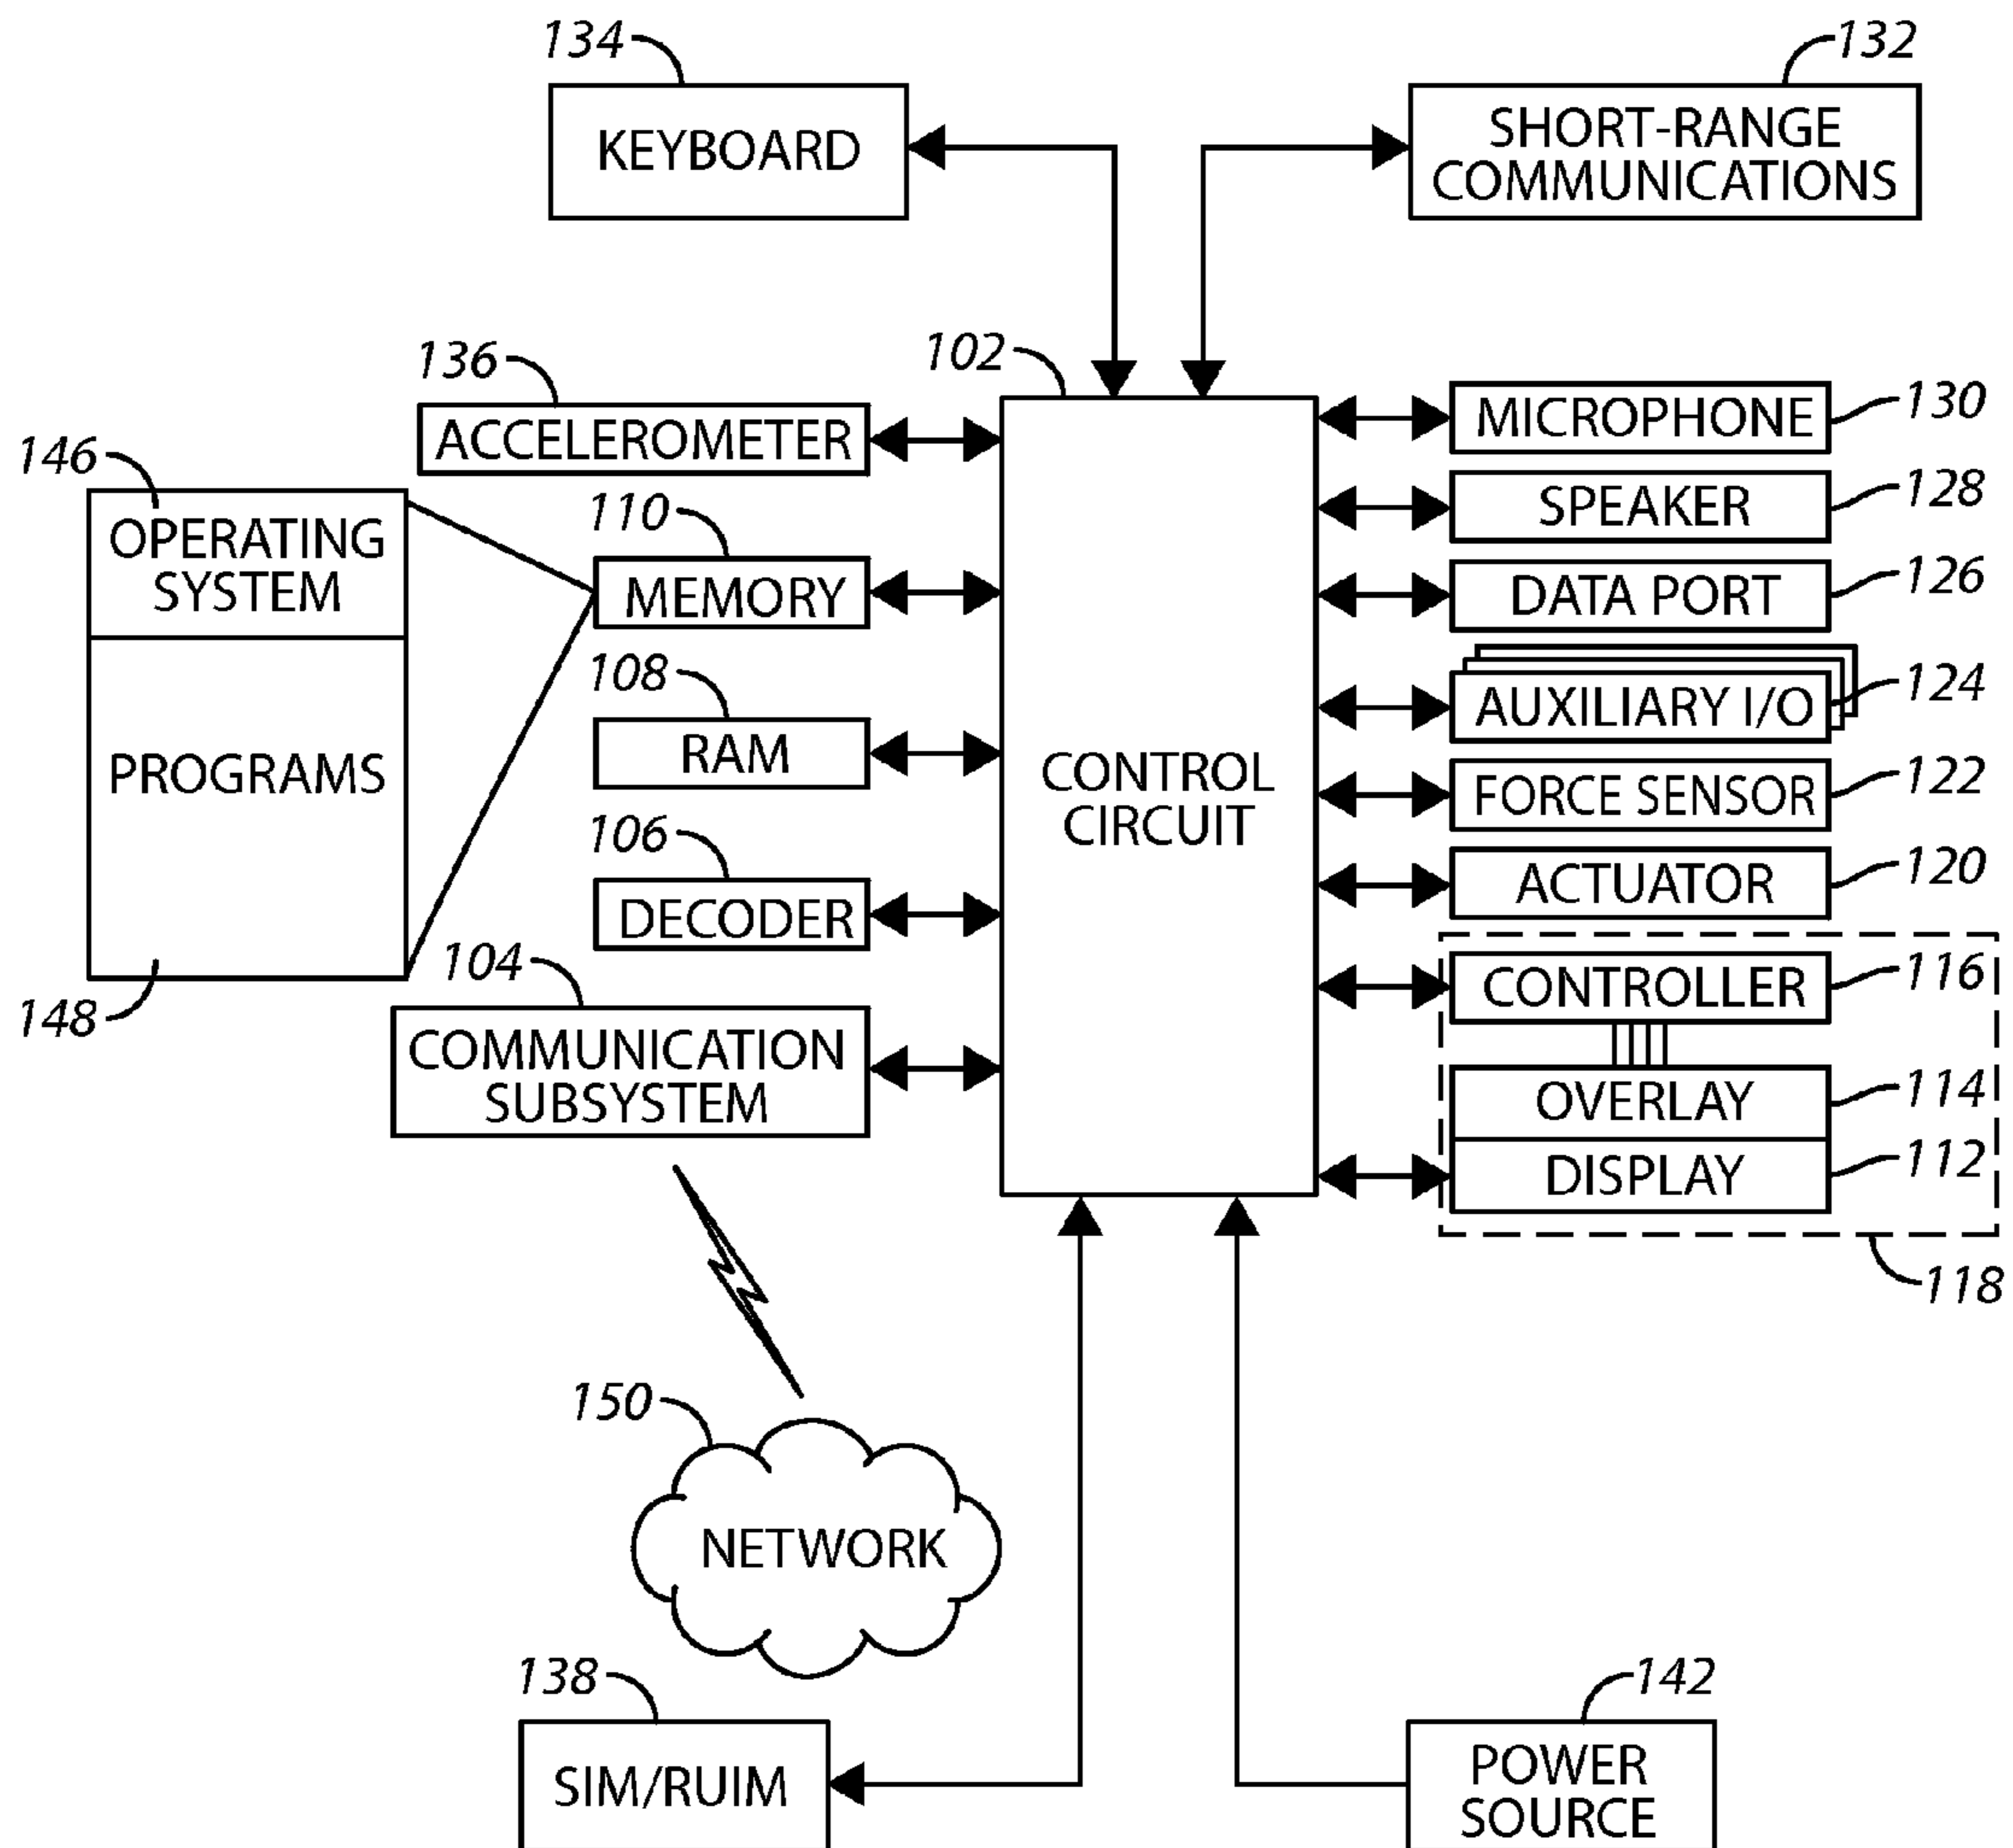 134
132
KEYBOARD
SHORT-RANGE
COMMUNICATIONS
136
102
ACCELEROMETER
MICROPHONE
130
146
OPERATING
SYSTEM
110
MEMORY
SPEAKER
128
DATA PORT
126
PROGRAMS
108
RAM
CONTROL
CIRCUIT
AUXILIARY I/O
124
FORCE SENSOR
122
106
DECODER
ACTUATOR
120
148
104
COMMUNICATION
SUBSYSTEM
CONTROLLER
116
OVERLAY
114
DISPLAY
112
118
150
NETWORK
138
142
SIM/RUIM
POWER
SOURCE